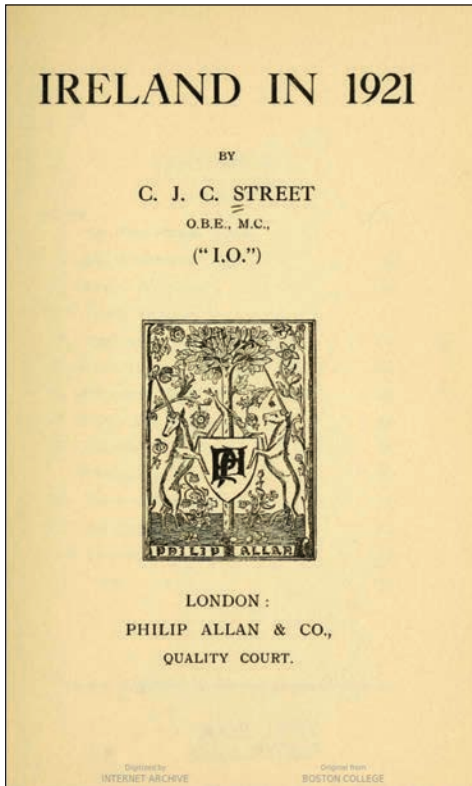 IRELAND IN 1921
BY
C. J. C. STREET
O.B.E., M.C.,
("I.O.")
PHILIP ALLAN
LONDON:
PHILIP ALLAN & CO.,
QUALITY COURT.
Digitized by
INTERNET ARCHIVE
Original from
BOSTON COLLEGE